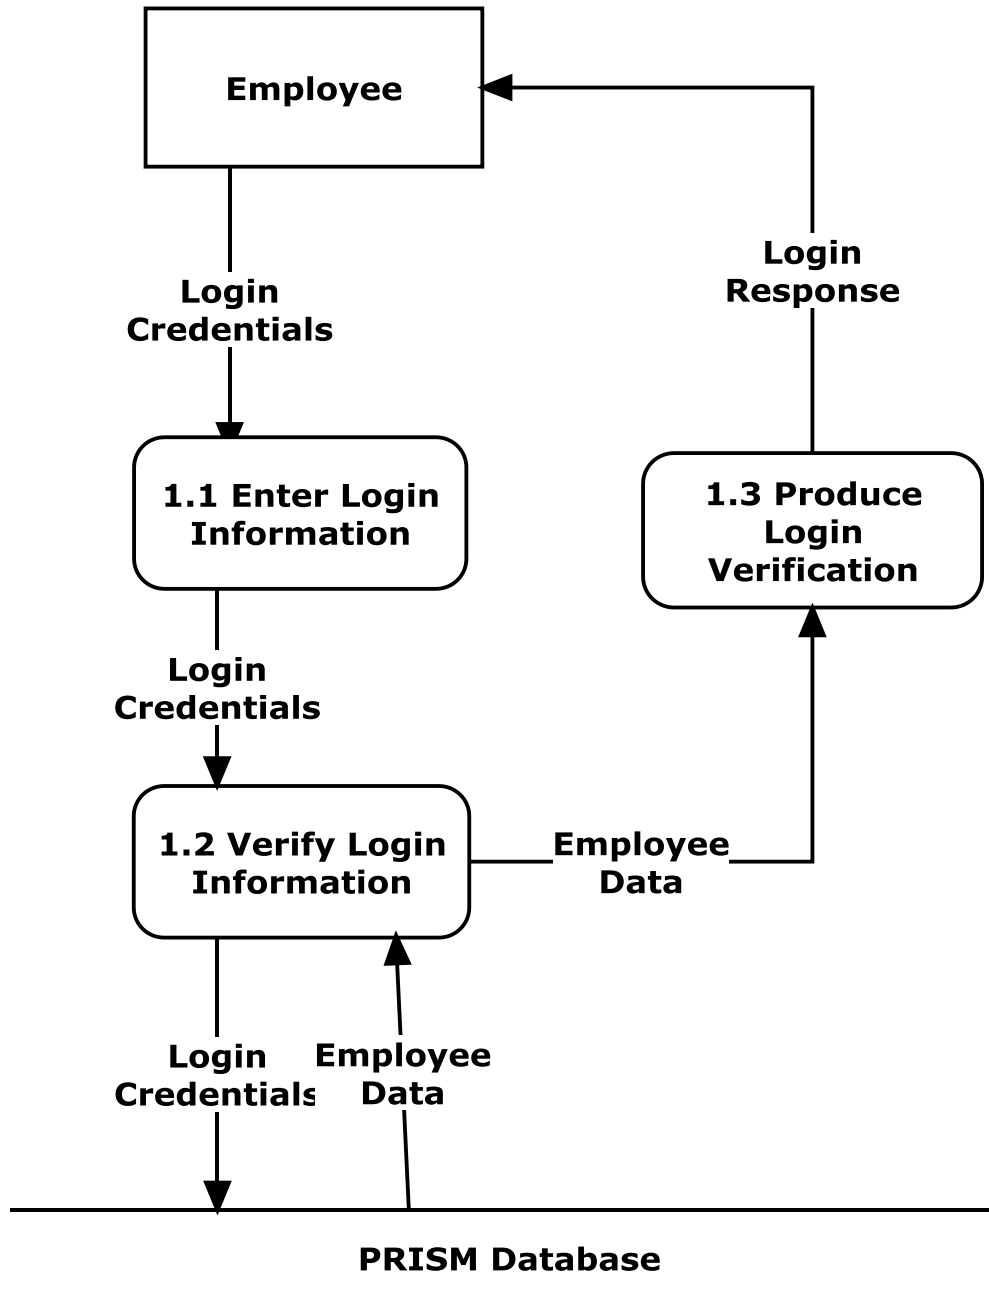 Employee
Login
Response
Login
Credentials
1.1 Enter Login
Information
1.3 Produce
Login
Verification
Login
Credentials
1.2 Verify Login
Information
Employee
Data
Login
Credentials
Employee
Data
PRISM Database